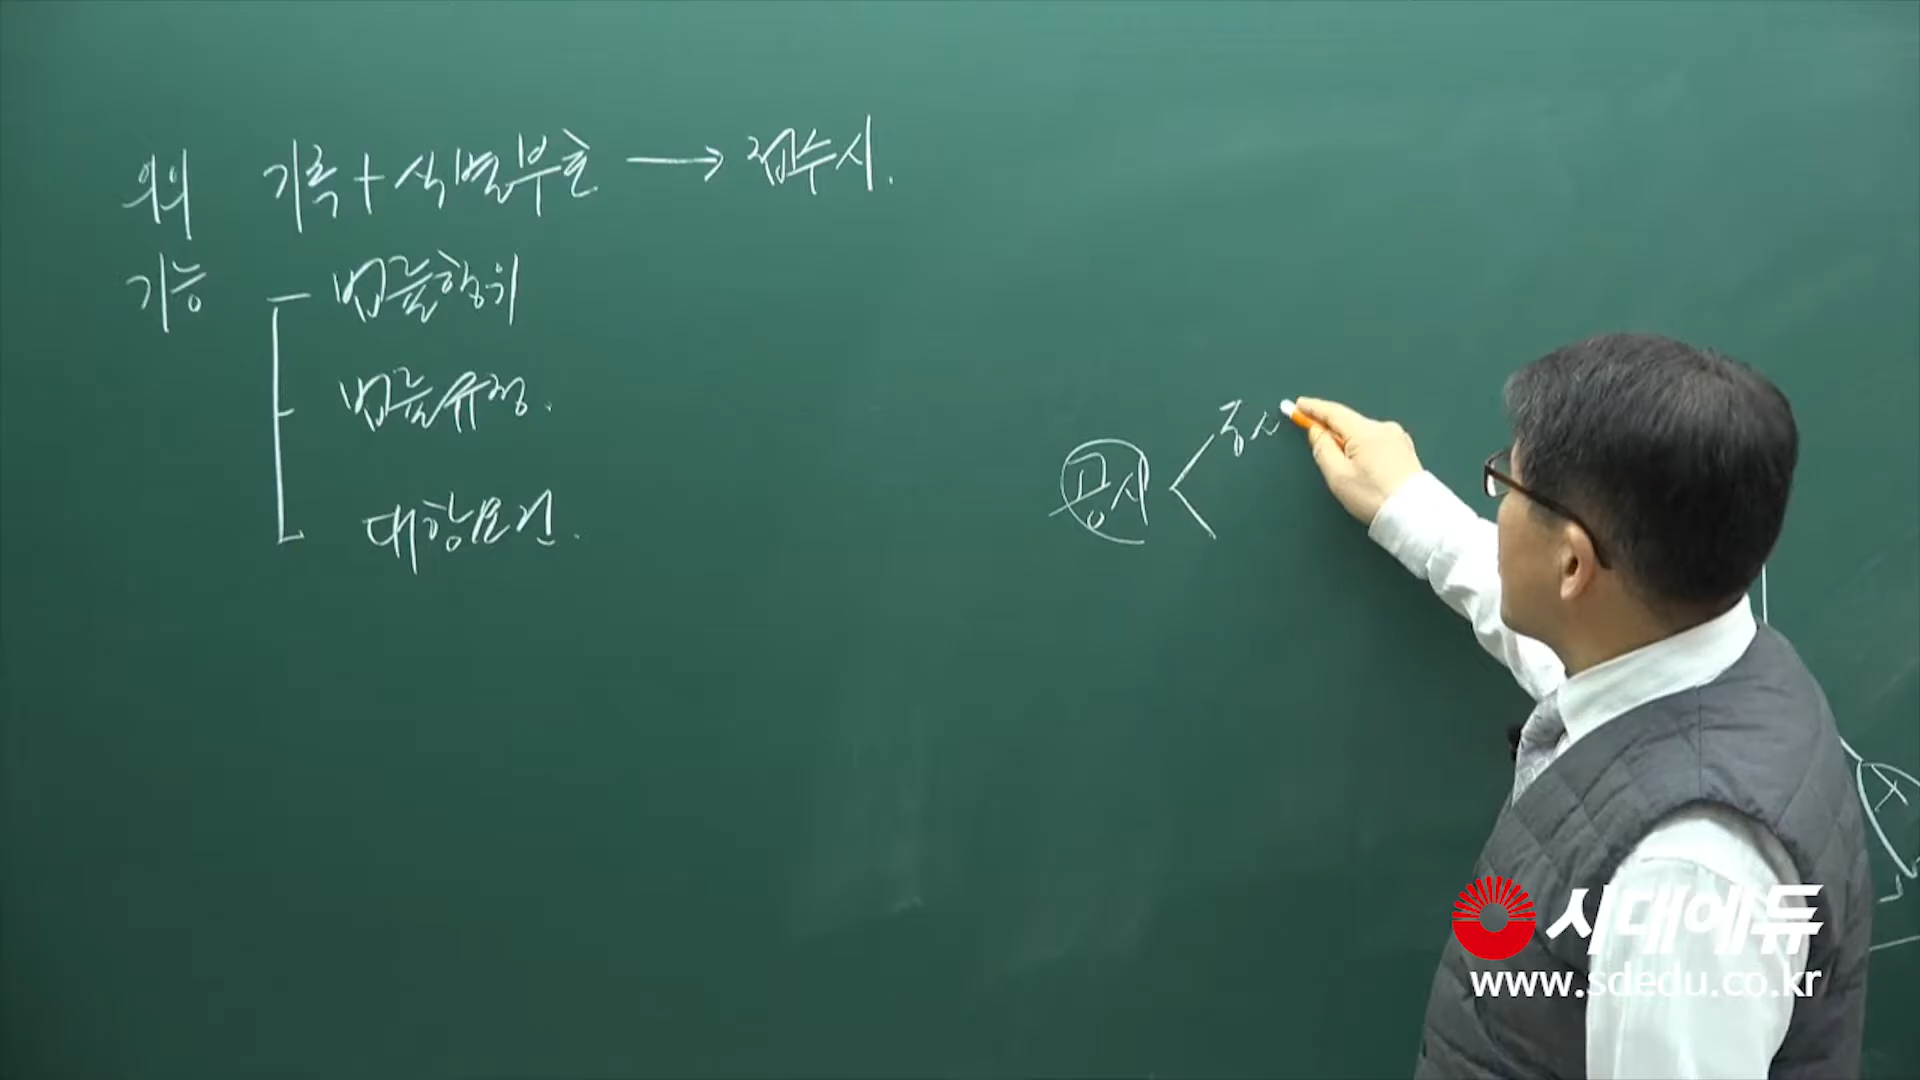 의의 기록+식별부호 → 접수시.
기능 법률행위
법률규정.
대항요건.
공시
시대에듀
www.sdedu.co.kr